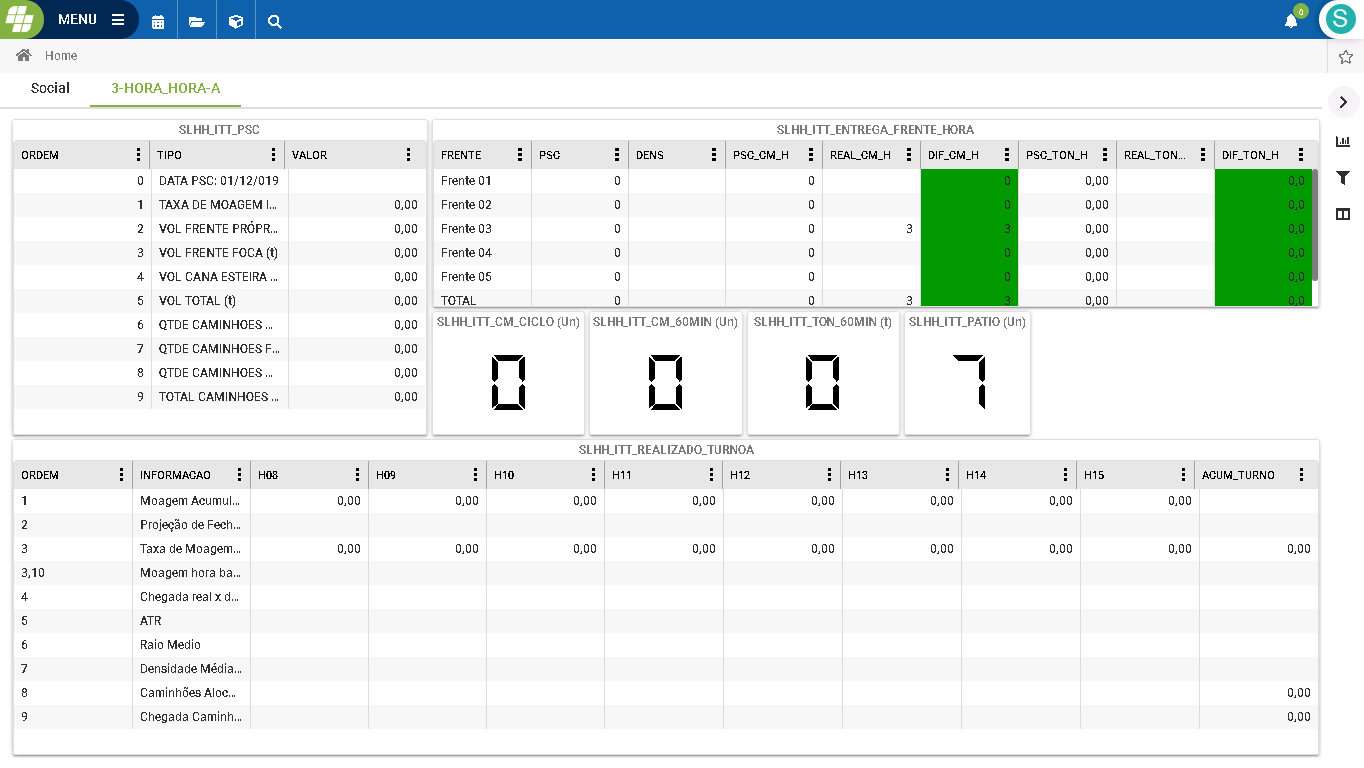 MENU
0
S
Home
Social 3-HORA_HORA-A
SLHH_ITT_PSC
ORDEM TIPO VALOR
0 DATA PSC: 01/12/019
1 TAXA DE MOAGEM I... 0,00
2 VOL FRENTE PRÓPR... 0,00
3 VOL FRENTE FOCA (t) 0,00
4 VOL CANA ESTEIRA ... 0,00
5 VOL TOTAL (t) 0,00
6 QTDE CAMINHOES ... 0,00
7 QTDE CAMINHOES F... 0,00
8 QTDE CAMINHOES ... 0,00
9 TOTAL CAMINHOES ... 0,00
SLHH_ITT_ENTREGA_FRENTE_HORA
FRENTE PSC DENS PSC_CM_H REAL_CM_H DIF_CM_H PSC_TON_H REAL_TON... DIF_TON_H
Frente 01 0 0 0 0,00 0,0
Frente 02 0 0 0 0,00 0,0
Frente 03 0 0 3 3 0,00 0,0
Frente 04 0 0 0 0,00 0,0
Frente 05 0 0 0 0,00 0,0
TOTAL 0 0 3 3 0,00 0,0
SLHH_ITT_CM_CICLO (Un) SLHH_ITT_CM_60MIN (Un) SLHH_ITT_TON_60MIN (t) SLHH_ITT_PATIO (Un)
0 0 0 7
SLHH_ITT_REALIZADO_TURNOA
ORDEM INFORMACAO H08 H09 H10 H11 H12 H13 H14 H15 ACUM_TURNO
1 Moagem Acumul... 0,00 0,00 0,00 0,00 0,00 0,00 0,00 0,00
2 Projeção de Fech...
3 Taxa de Moagem... 0,00 0,00 0,00 0,00 0,00 0,00 0,00 0,00 0,00
3,10 Moagem hora ba...
4 Chegada real x d...
5 ATR
6 Raio Medio
7 Densidade Média...
8 Caminhões Aloc... 0,00
9 Chegada Caminh... 0,00